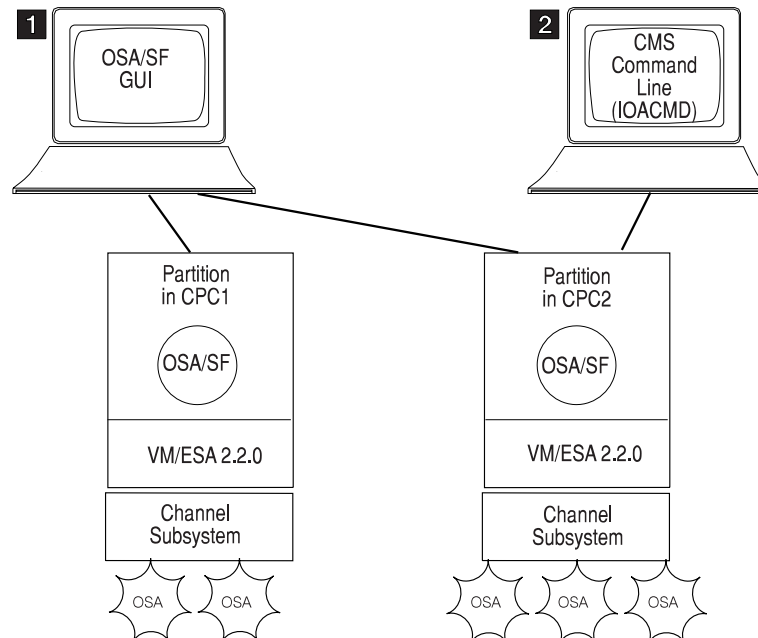 1
OSA/SF
GUI
2
CMS
Command
Line
(IOACMD)
Partition
in CPC1
OSA/SF
VM/ESA 2.2.0
Channel
Subsystem
OSA
OSA
Partition
in CPC2
OSA/SF
VM/ESA 2.2.0
Channel
Subsystem
OSA
OSA
OSA